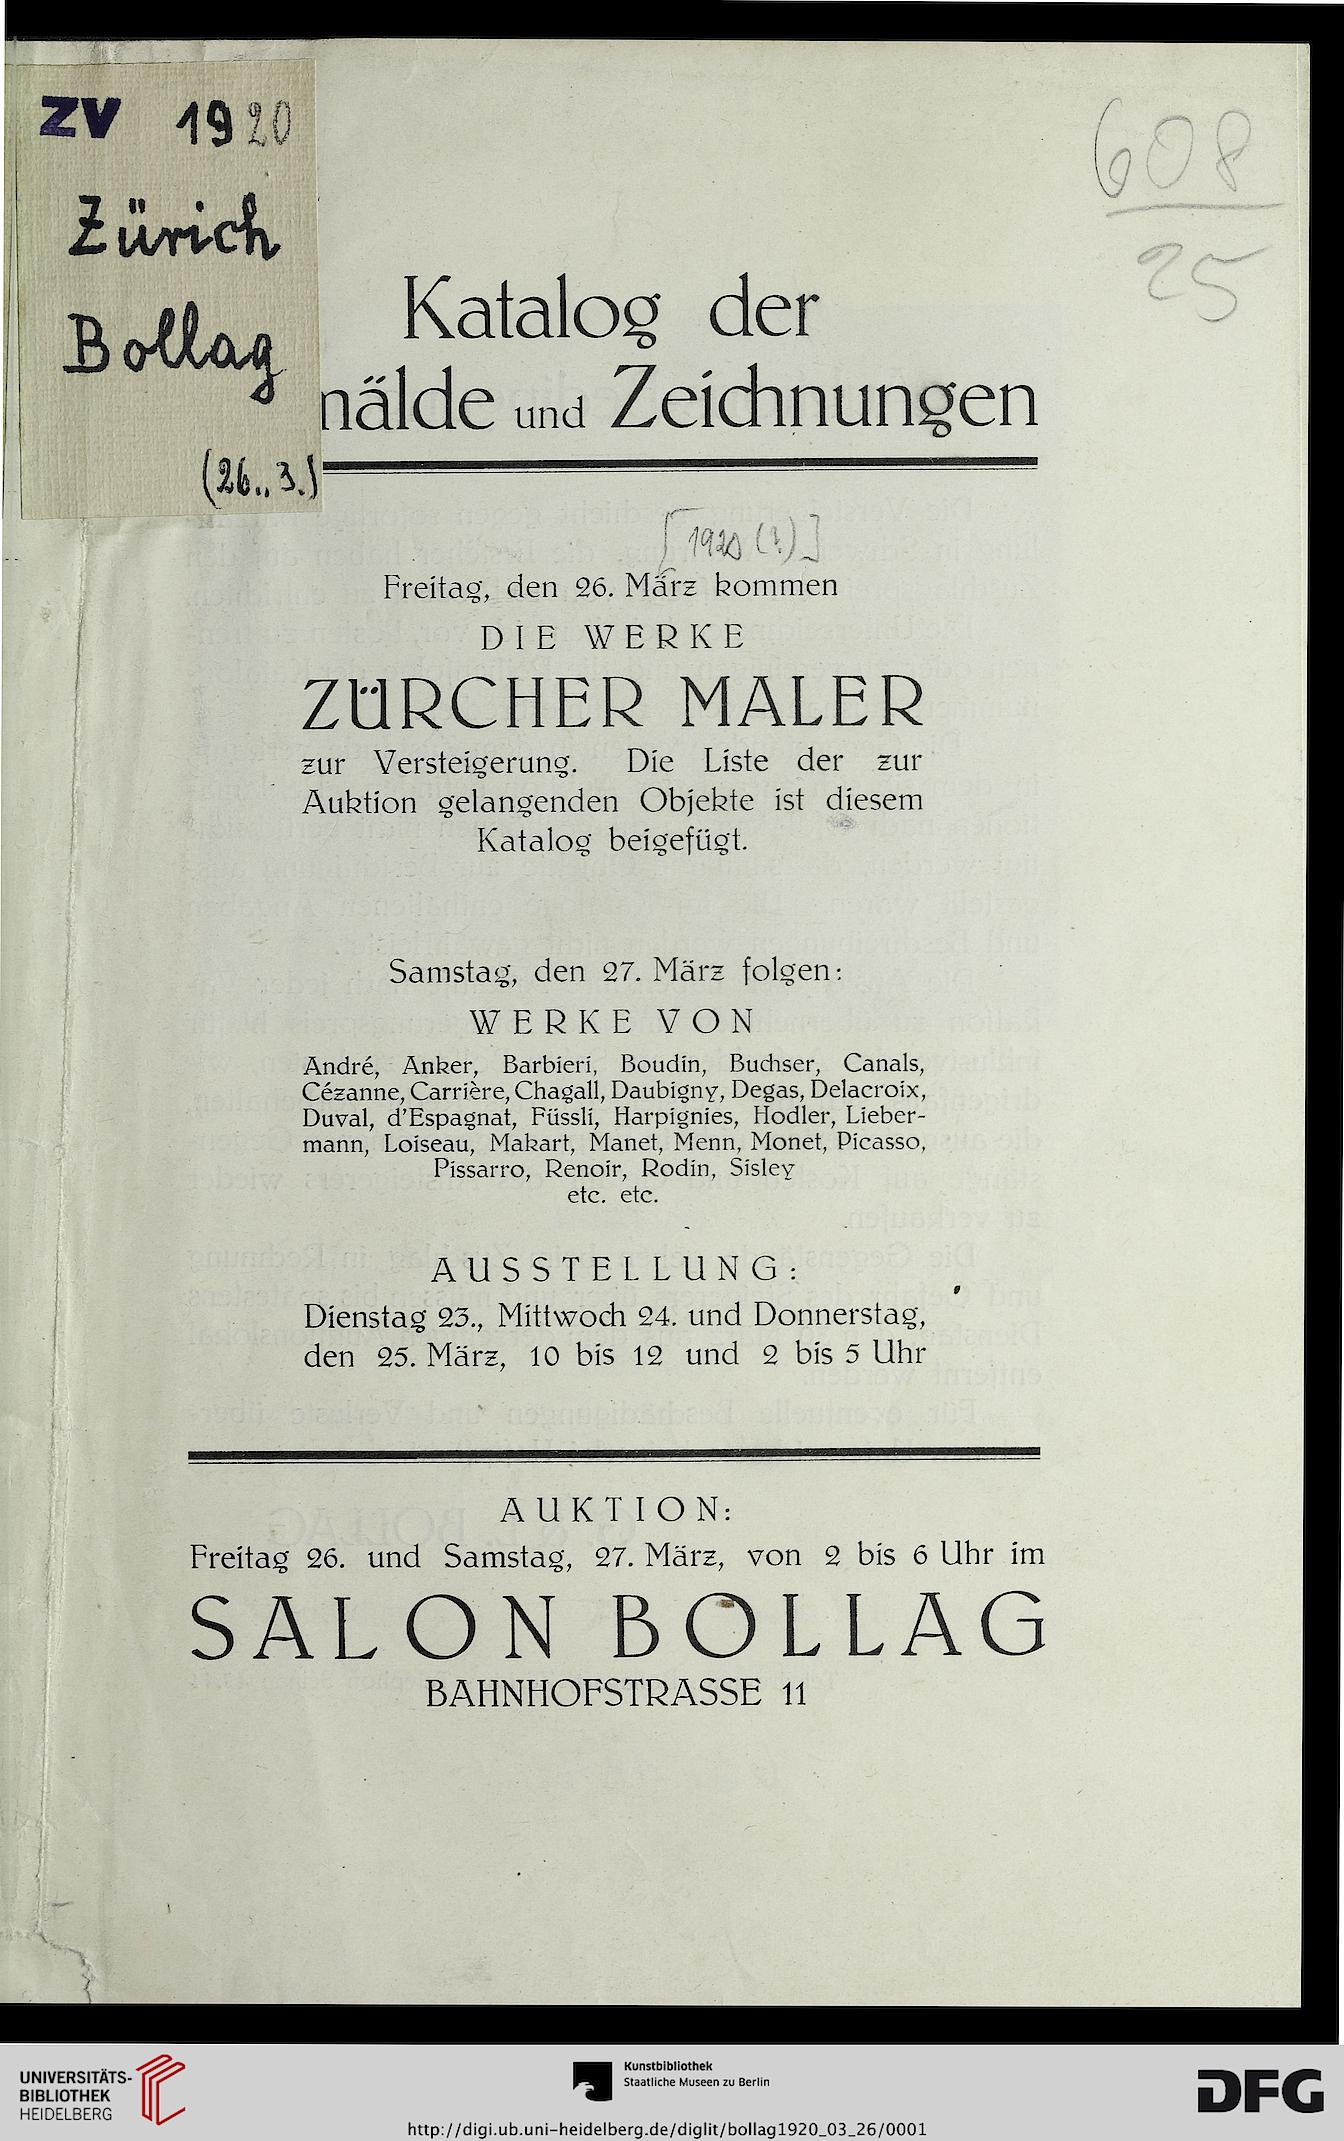 ZV 1920
Zürich
Bollag
(26., 3.)
608
25
Katalog der
mälde und Zeichnungen
[1920 (?)]
Freitag, den 26. März kommen
DIE WERKE
ZÜRCHER MALER
zur Versteigerung. Die Liste der zur
Auktion gelangenden Objekte ist diesem
Katalog beigefügt.
Samstag, den 27. März folgen:
WERKE VON
André, Anker, Barbieri, Boudin, Buchser, Canals,
Cézanne, Carrière, Chagall, Daubigny, Degas, Delacroix,
Duval, d'Espagnat, Füssli, Harpignies, Hodler, Lieber-
mann, Loiseau, Makart, Manet, Menn, Monet, Picasso,
Pissarro, Renoir, Rodin, Sisley
etc. etc.
AUSSTELLUNG:
Dienstag 23., Mittwoch 24. und Donnerstag,
den 25. März, 10 bis 12 und 2 bis 5 Uhr
AUKTION:
Freitag 26. und Samstag, 27. März, von 2 bis 6 Uhr im
SALON BOLLAG
BAHNHOFSTRASSE 11
UNIVERSITÄTS-
BIBLIOTHEK
HEIDELBERG
Kunstbibliothek
Staatliche Museen zu Berlin
DFG
http://digi.ub.uni-heidelberg.de/diglit/bollag1920_03_26/0001